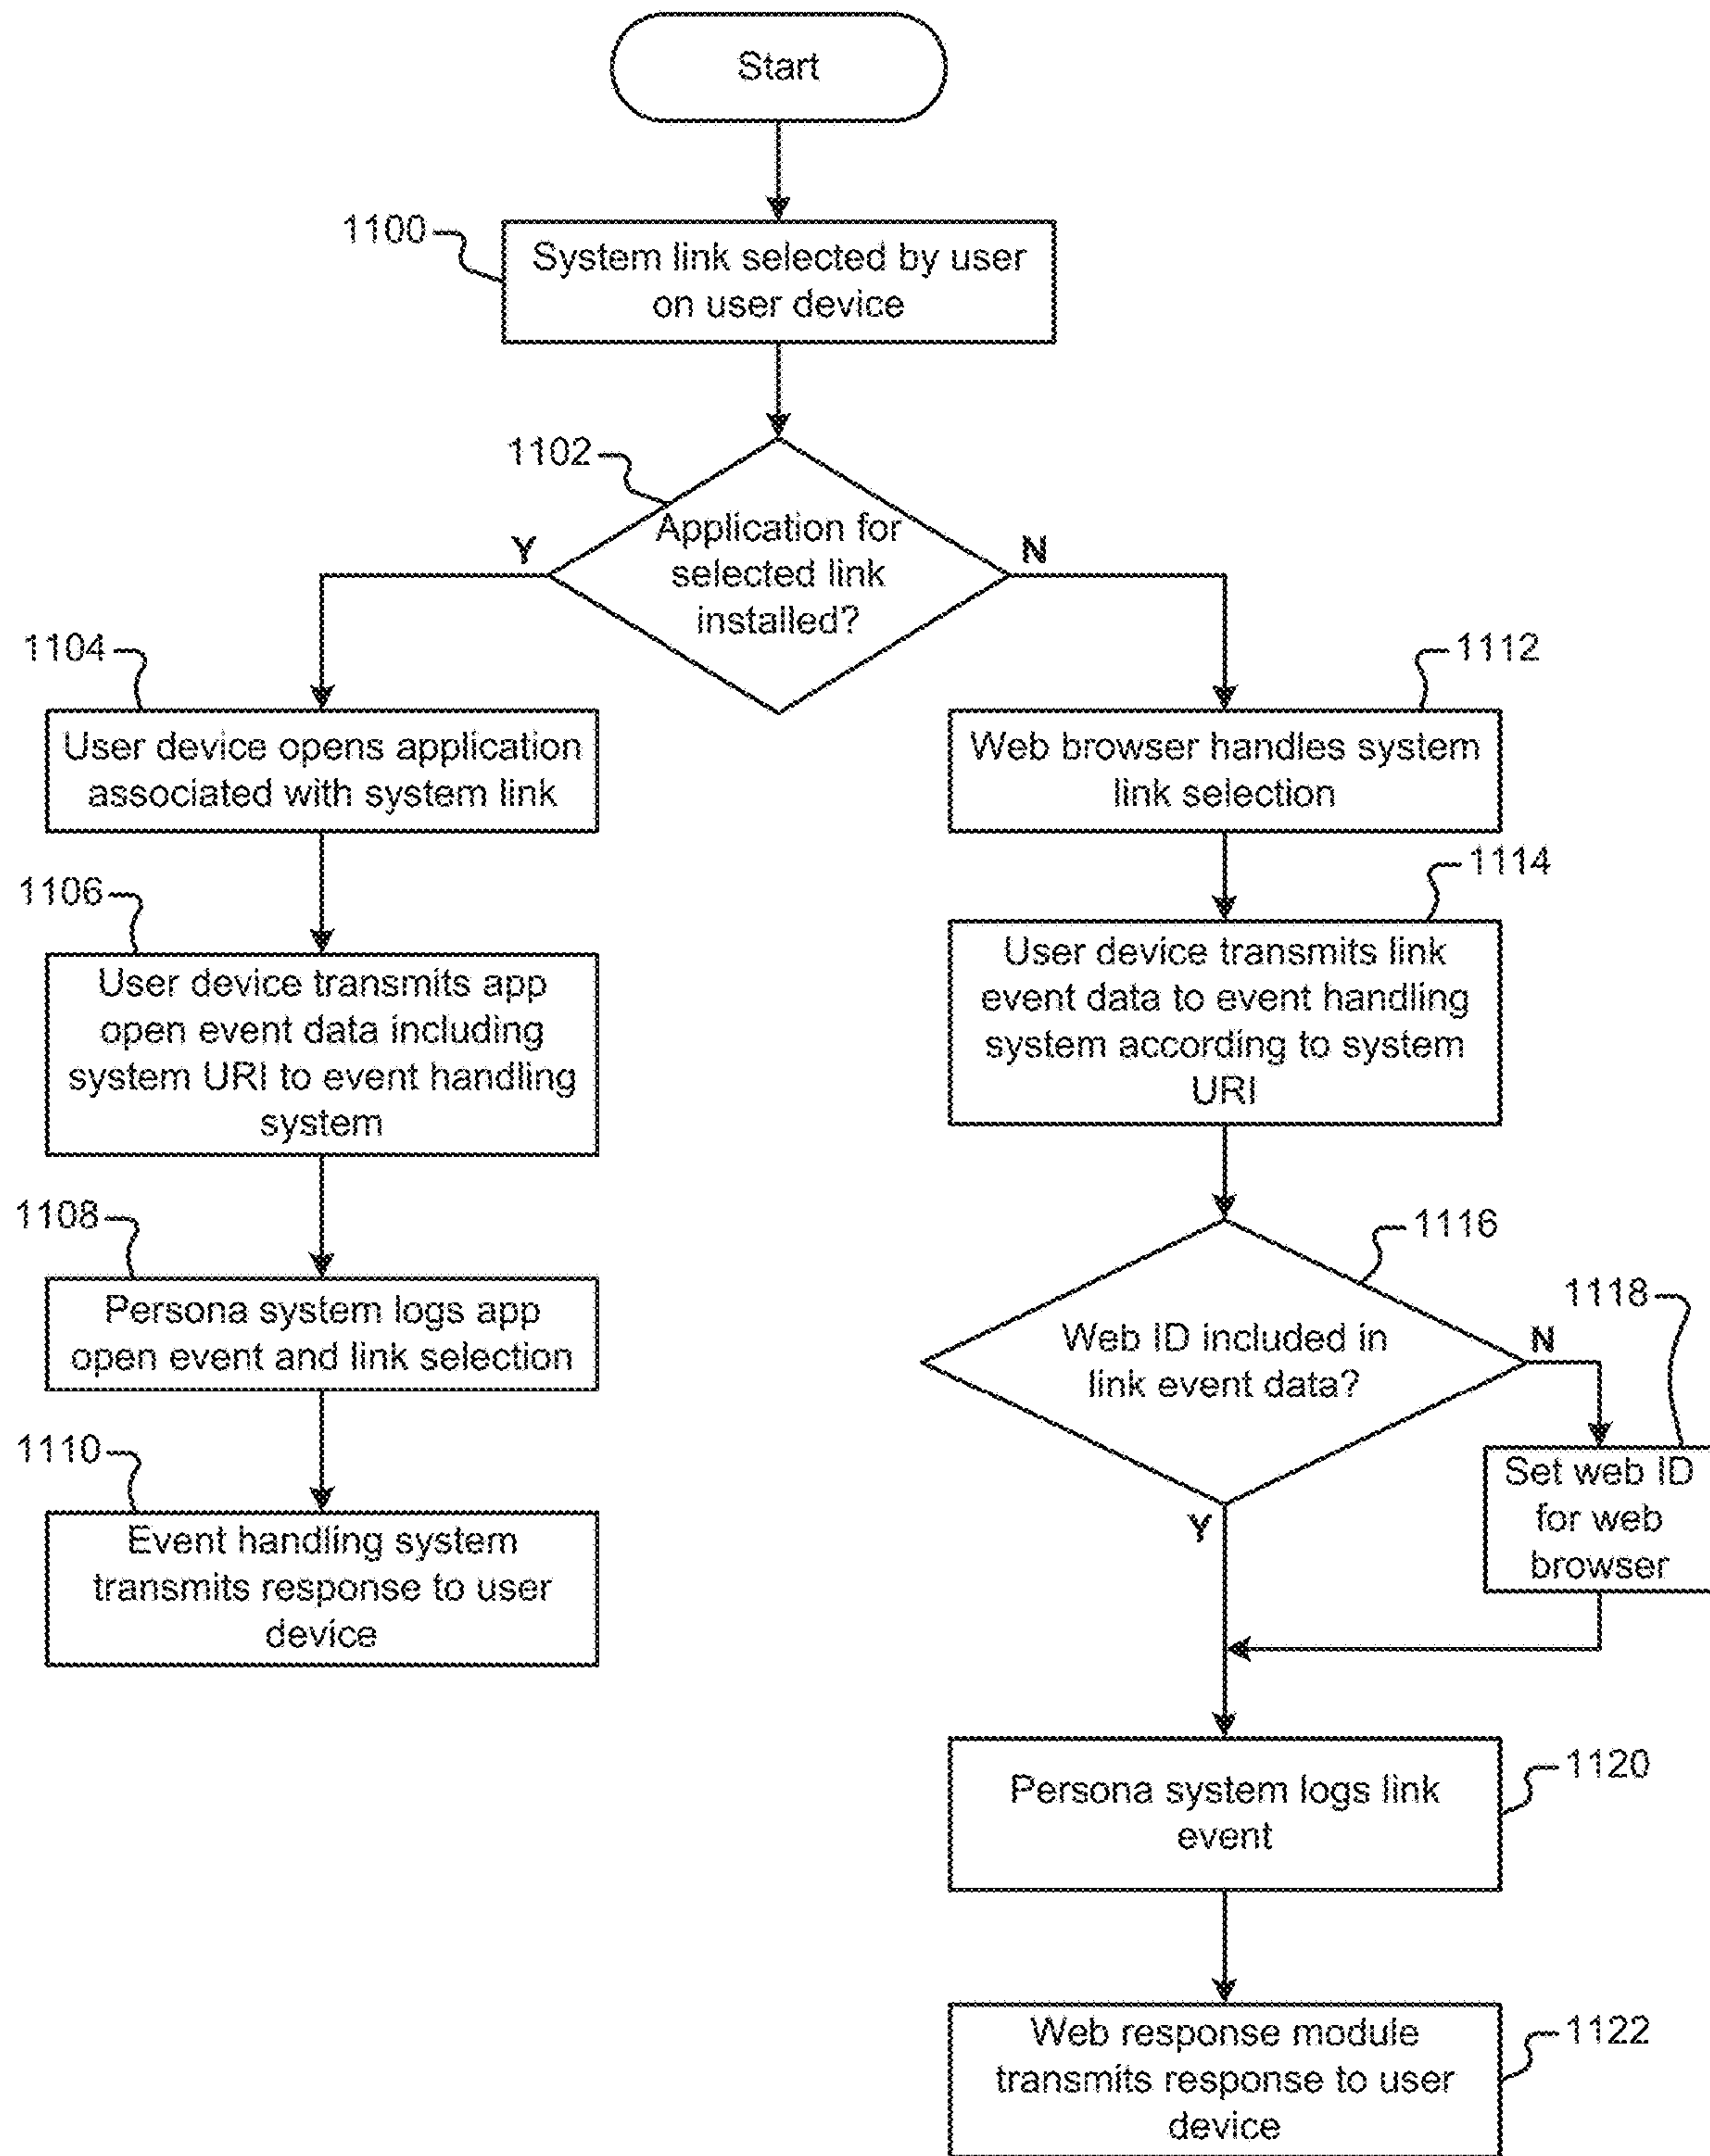 Start
1100
System link selected by user
on user device
1102
Application for
selected link
installed?
Y
N
1104
User device opens application
associated with system link
1106
User device transmits app
open event data including
system URI to event handling
system
1108
Persona system logs app
open event and link selection
1110
Event handling system
transmits response to user
device
1112
Web browser handles system
link selection
1114
User device transmits link
event data to event handling
system according to system
URI
1116
Web ID included in
link event data?
N
Y
1118
Set web ID
for web
browser
1120
Persona system logs link
event
1122
Web response module
transmits response to user
device